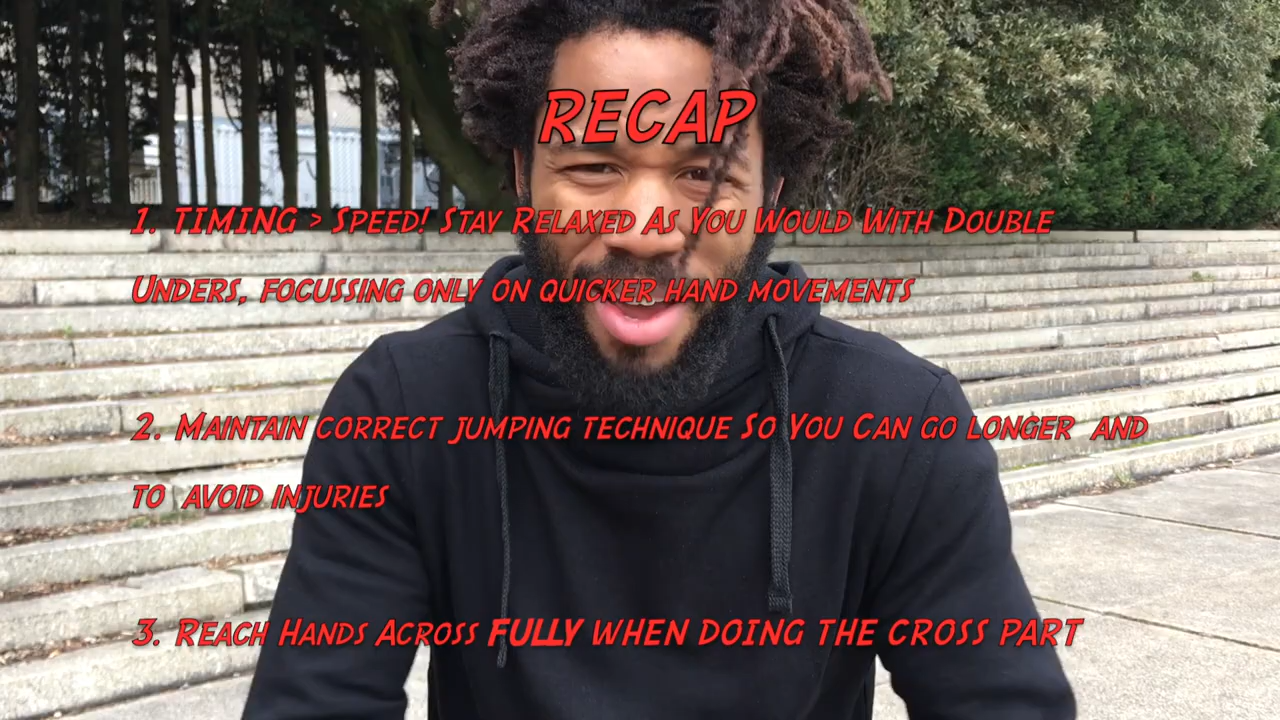 RECAP
1. TIMING > Speed! Stay Relaxed As You Would With Double
Unders, focussing only on quicker hand movements
2. Maintain correct jumping technique So You Can go longer and
to avoid injuries
3. Reach Hands Across FULLY when doing the cross part